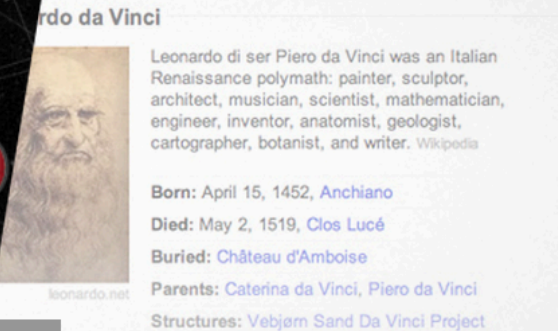 rdo da Vinci
Leonardo di ser Piero da Vinci was an Italian
Renaissance polymath: painter, sculptor,
architect, musician, scientist, mathematician,
engineer, inventor, anatomist, geologist,
cartographer, botanist, and writer. Wikipedia
Born: April 15, 1452, Anchiano
Died: May 2, 1519, Clos Lucé
Buried: Château d'Amboise
leonardo.net
Parents: Caterina da Vinci, Piero da Vinci
Structures: Vebjørn Sand Da Vinci Project